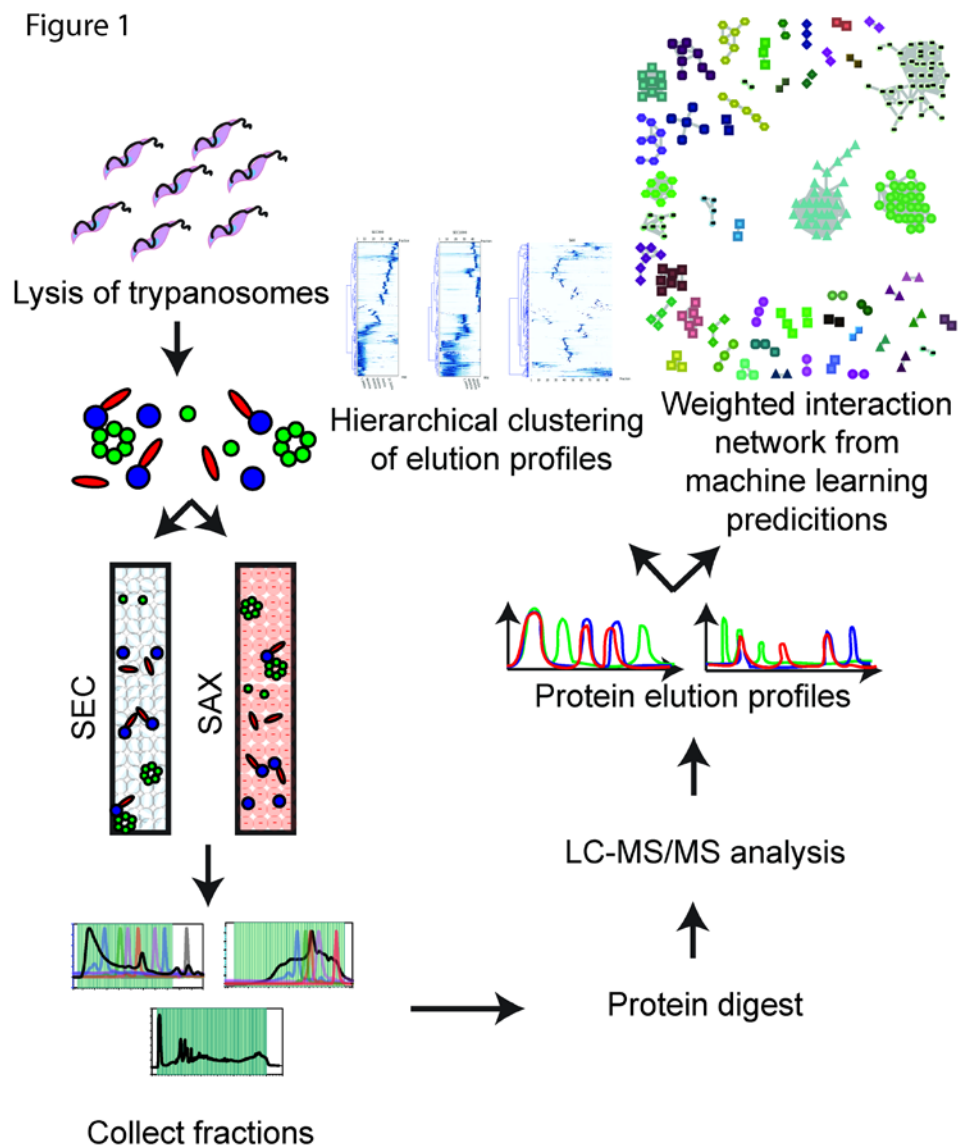 Figure 1
Lysis of trypanosomes
Hierarchical clustering
of elution profiles
Weighted interaction
network from
machine learning
predicitions
SEC
SAX
Protein elution profiles
LC-MS/MS analysis
Protein digest
Collect fractions